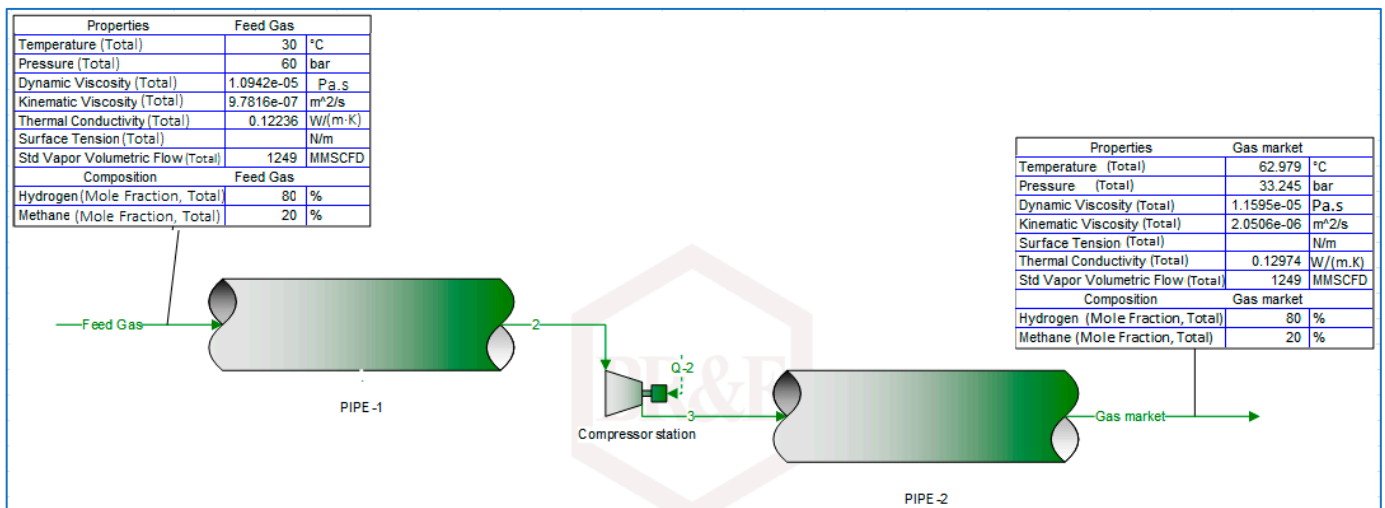 Properties Feed Gas
Temperature (Total) 30 °C
Pressure (Total) 60 bar
Dynamic Viscosity (Total) 1.0942e-05 Pa.s
Kinematic Viscosity (Total) 9.7816e-07 m^2/s
Thermal Conductivity (Total) 0.12236 W/(m·K)
Surface Tension (Total) N/m
Std Vapor Volumetric Flow (Total) 1249 MMSCFD
Composition Feed Gas
Hydrogen (Mole Fraction, Total) 80 %
Methane (Mole Fraction, Total) 20 %
Properties Gas market
Temperature (Total) 62.979 °C
Pressure (Total) 33.245 bar
Dynamic Viscosity (Total) 1.1595e-05 Pa.s
Kinematic Viscosity (Total) 2.0506e-06 m^2/s
Surface Tension (Total) N/m
Thermal Conductivity (Total) 0.12974 W/(m.K)
Std Vapor Volumetric Flow (Total) 1249 MMSCFD
Composition Gas market
Hydrogen (Mole Fraction, Total) 80 %
Methane (Mole Fraction, Total) 20 %
Feed Gas
2
Q-2
3
Gas market
PIPE-1
Compressor station
PIPE-2